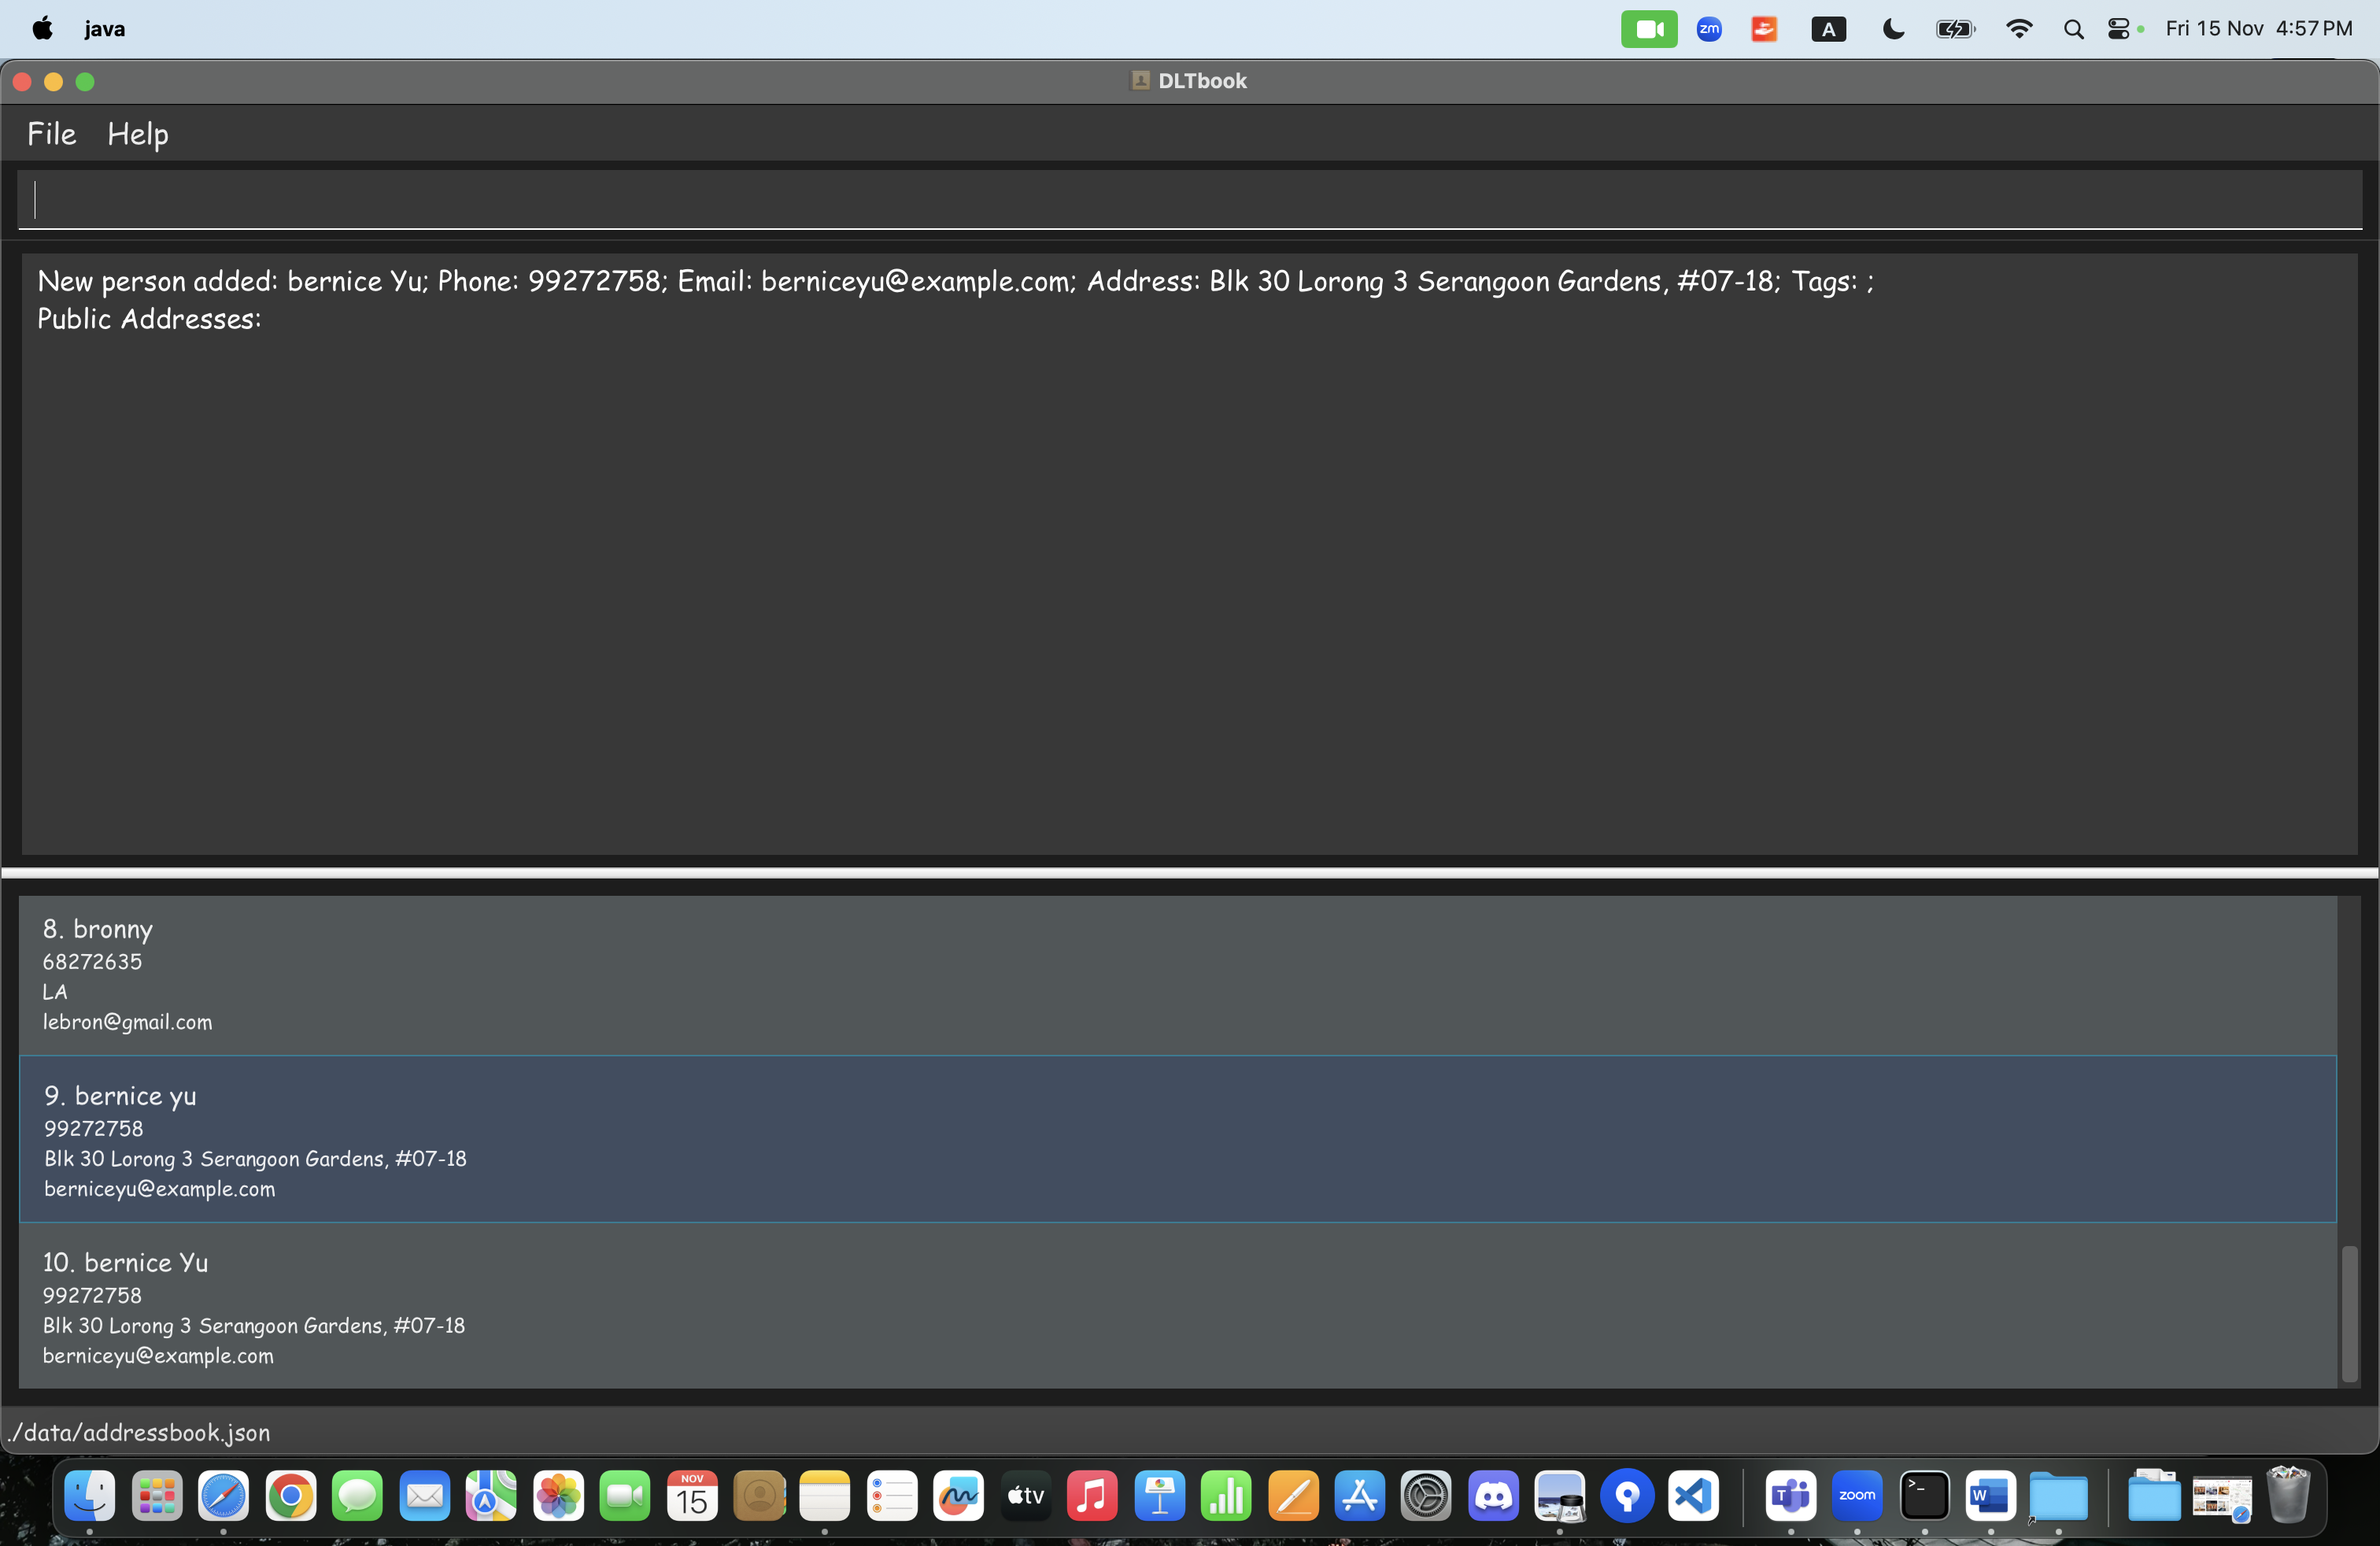 java
zm
A
Fri 15 Nov 4:57 PM
DLTbook
File Help
New person added: bernice Yu; Phone: 99272758; Email: berniceyu@example.com; Address: Blk 30 Lorong 3 Serangoon Gardens, #07-18; Tags: ;
Public Addresses:
8. bronny
68272635
LA
lebron@gmail.com
9. bernice yu
99272758
Blk 30 Lorong 3 Serangoon Gardens, #07-18
berniceyu@example.com
10. bernice Yu
99272758
Blk 30 Lorong 3 Serangoon Gardens, #07-18
berniceyu@example.com
./data/addressbook.json
NOV
15
tv
T
zoom
>_
W